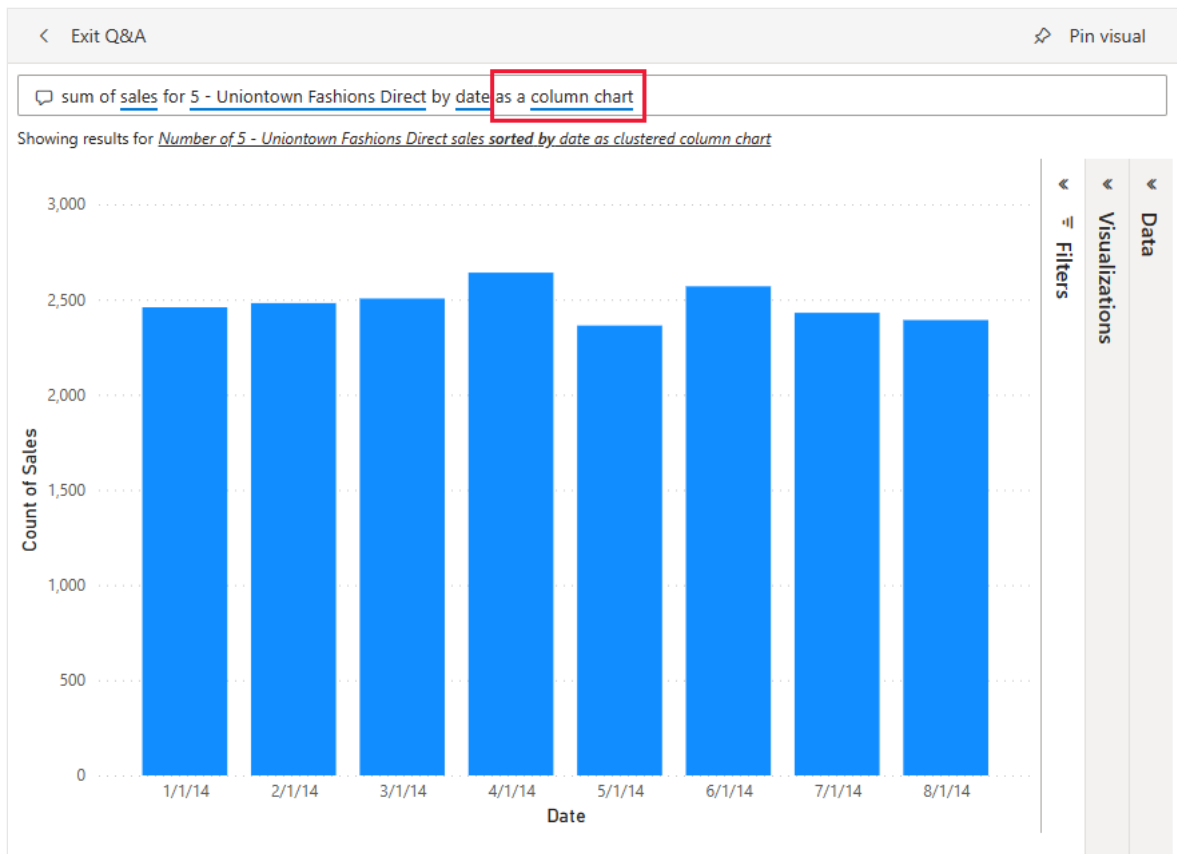 Exit Q&A
Pin visual
sum of sales for 5 - Uniontown Fashions Direct by date as a column chart
Showing results for Number of 5 - Uniontown Fashions Direct sales sorted by date as clustered column chart
3,000
2,500
2,000
1,500
1,000
500
0
Count of Sales
1/1/14 2/1/14 3/1/14 4/1/14 5/1/14 6/1/14 7/1/14 8/1/14
Date
Filters
Visualizations
Data